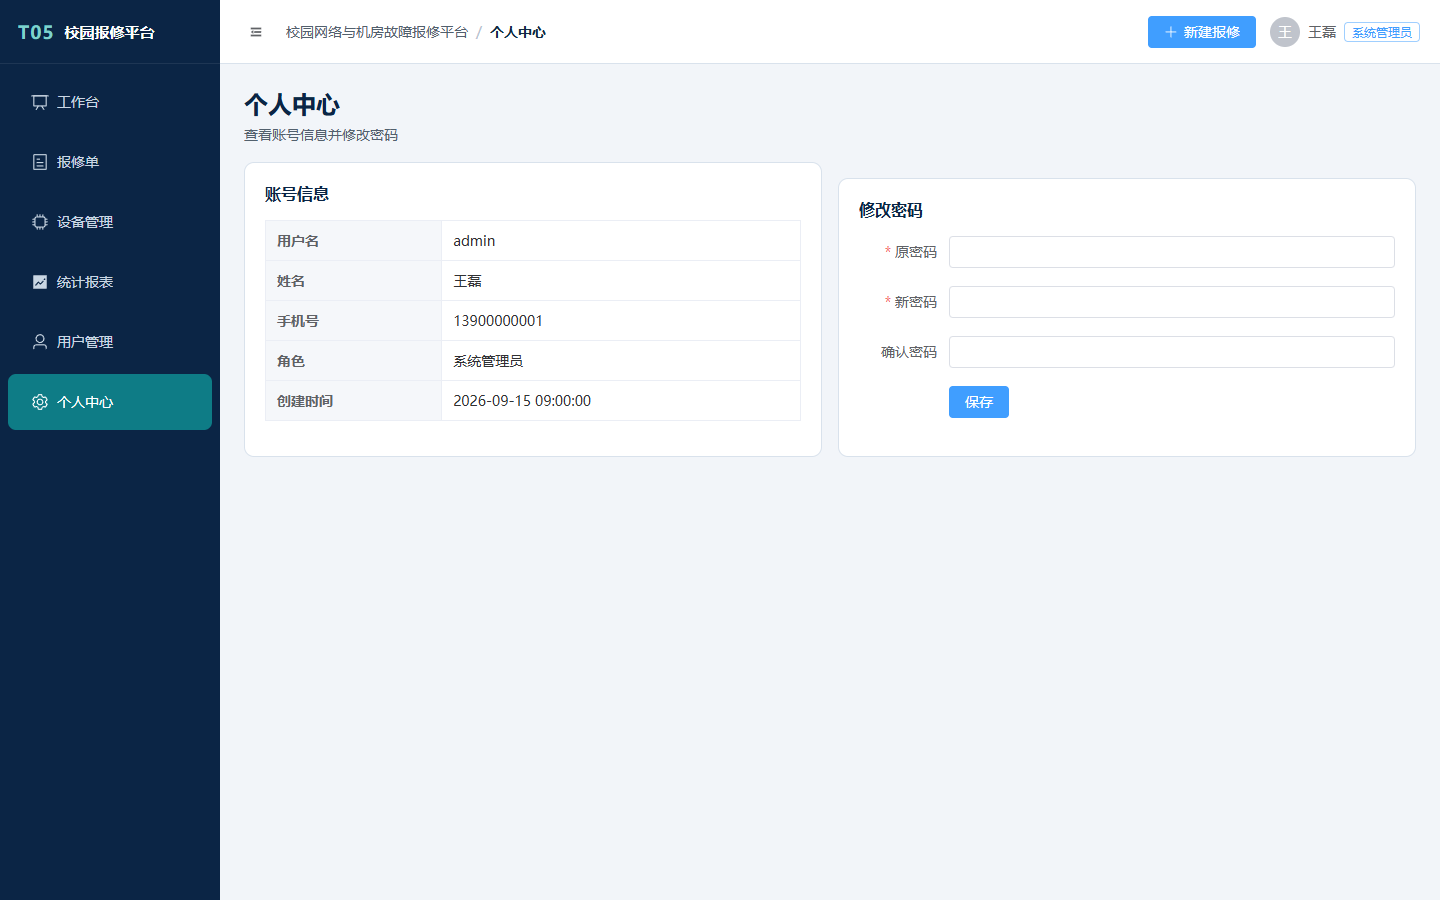 T05 校园报修平台
工作台
报修单
设备管理
统计报表
用户管理
个人中心
校园网络与机房故障报修平台 / 个人中心
新建报修
王
王磊
系统管理员
个人中心
查看账号信息并修改密码
账号信息
用户名 admin
姓名 王磊
手机号 13900000001
角色 系统管理员
创建时间 2026-09-15 09:00:00
修改密码
* 原密码
* 新密码
确认密码
保存